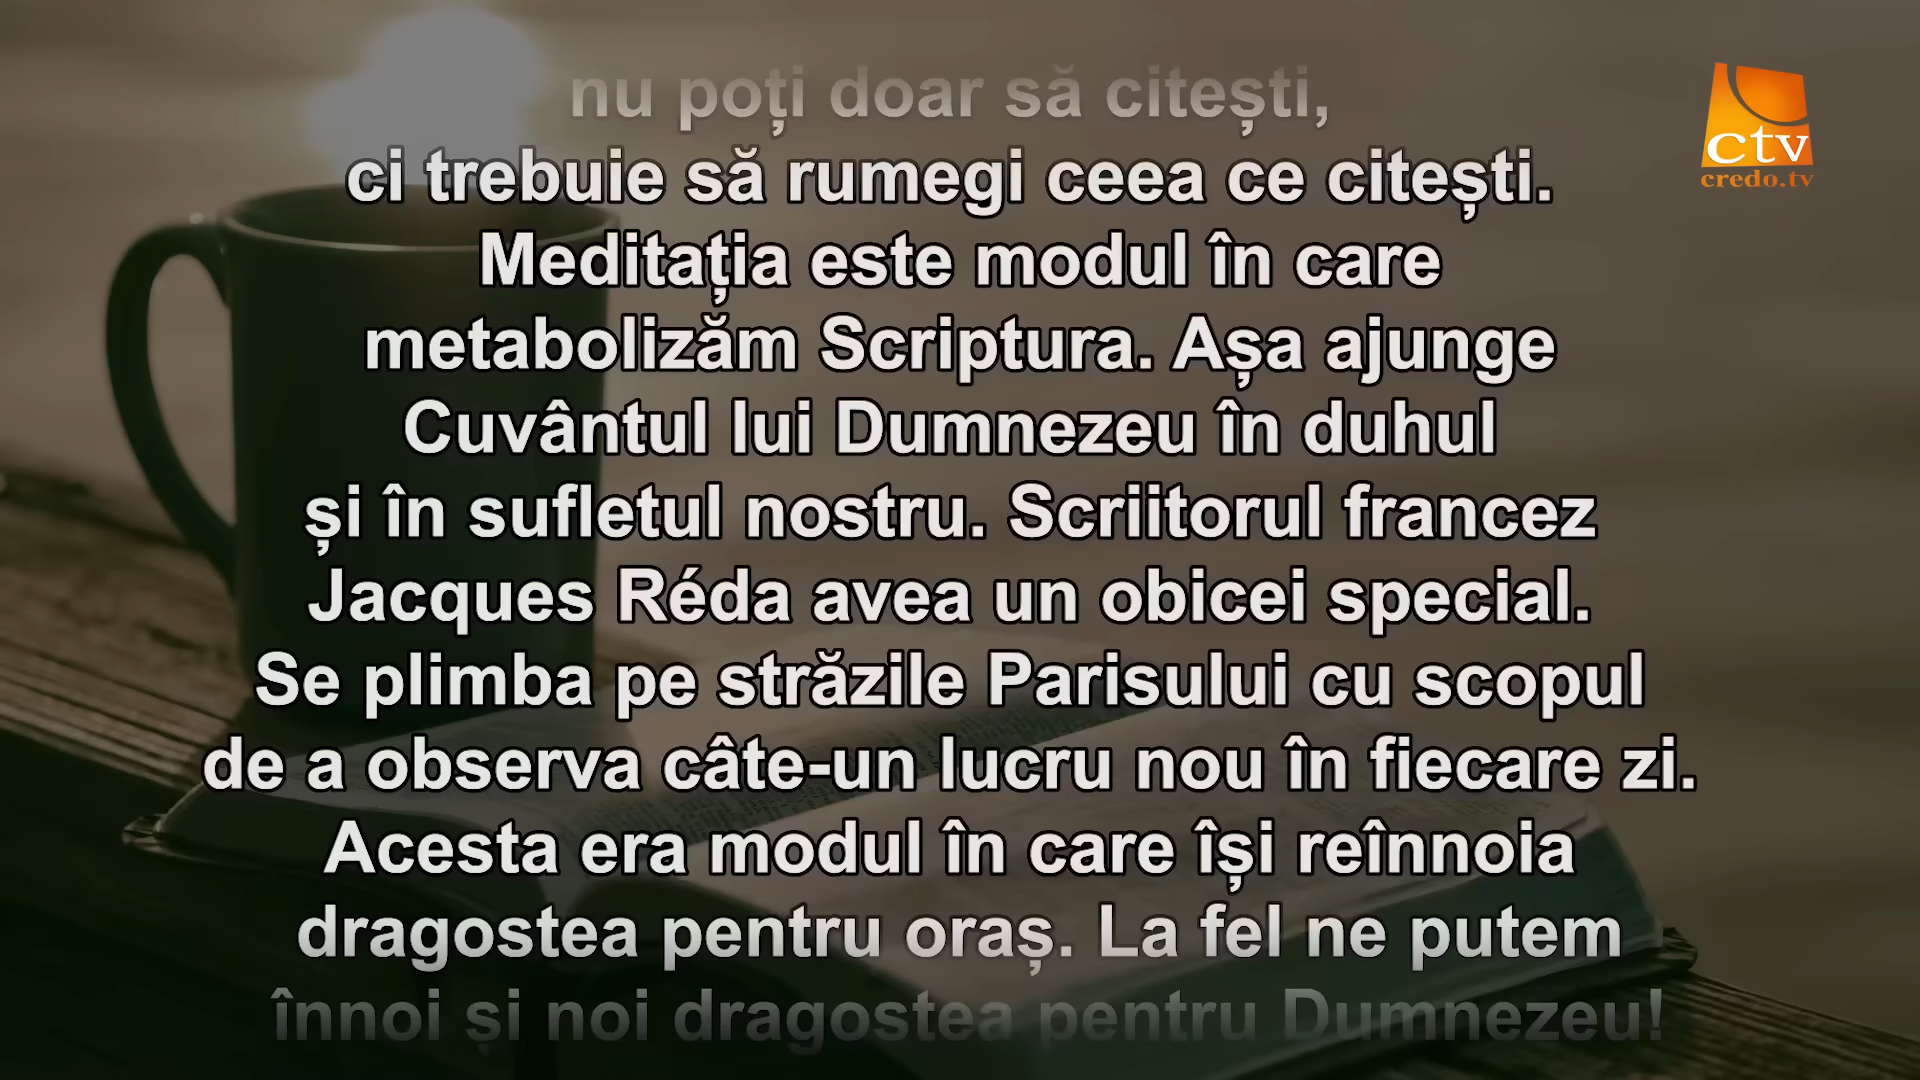 nu poți doar să citești,
ci trebuie să rumegi ceea ce citești.
Meditația este modul în care
metabolizăm Scriptura. Așa ajunge
Cuvântul lui Dumnezeu în duhul
și în sufletul nostru. Scriitorul francez
Jacques Réda avea un obicei special.
Se plimba pe străzile Parisului cu scopul
de a observa câte-un lucru nou în fiecare zi.
Acesta era modul în care își reînnoia
dragostea pentru oraș. La fel ne putem
înnoi și noi dragostea pentru Dumnezeu!
ctv
credo.tv